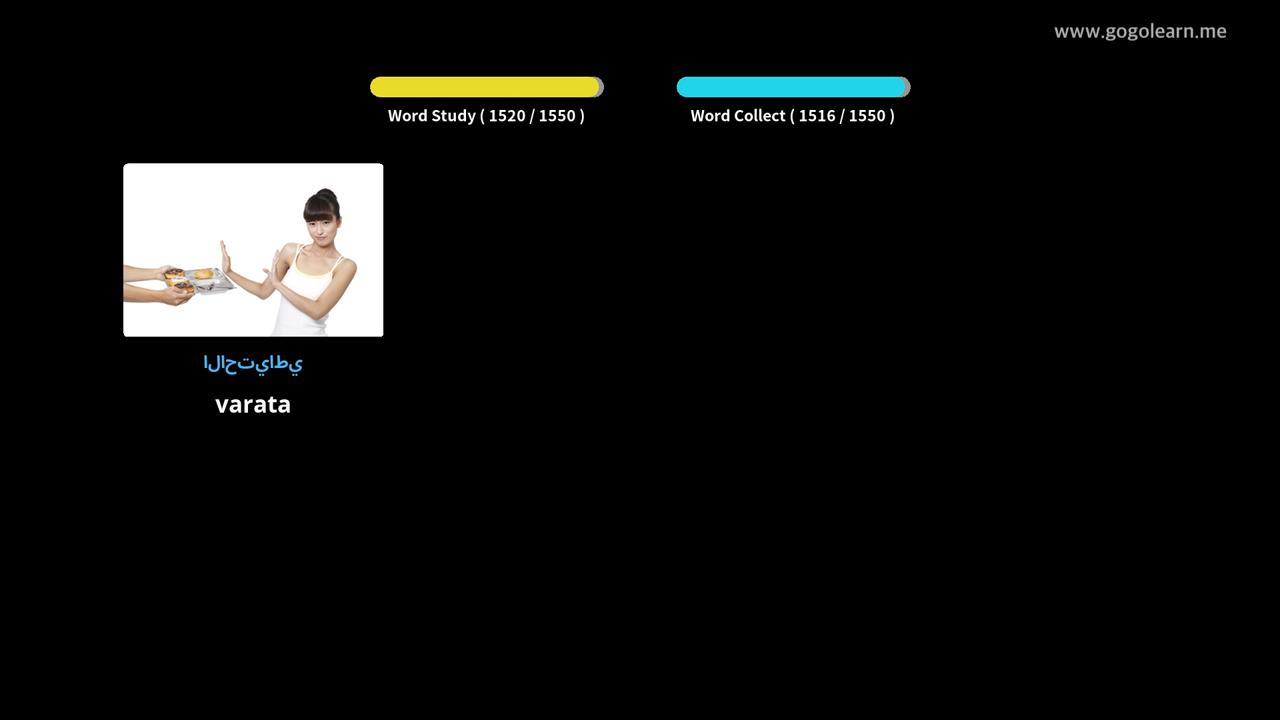 www.gogolearn.me
Word Study ( 1520 / 1550 )
Word Collect ( 1516 / 1550 )
الاحتياطي
varata